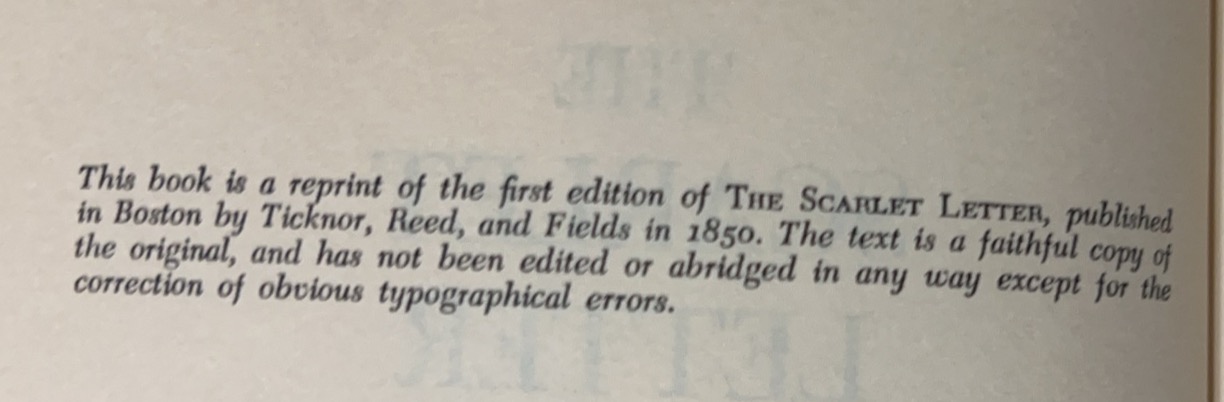 This book is a reprint of the first edition of THE SCARLET LETTER, published
in Boston by Ticknor, Reed, and Fields in 1850. The text is a faithful copy of
the original, and has not been edited or abridged in any way except for the
correction of obvious typographical errors.